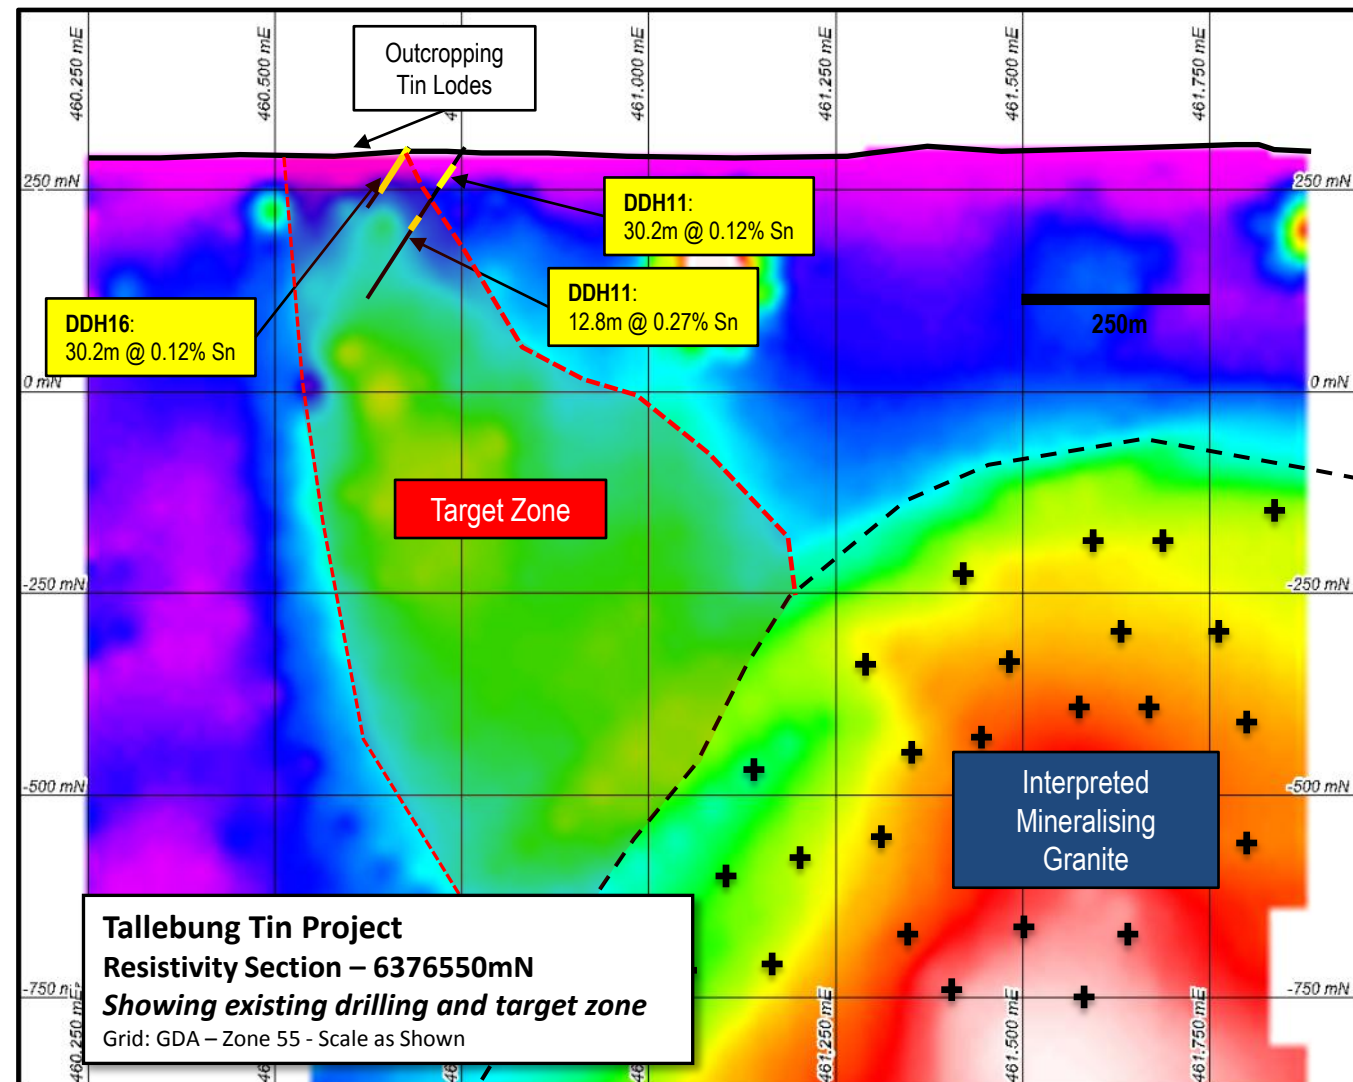 460.250 mE
460.500 mE
461.000 mE
461.250 mE
461.500 mE
461.750 mE
Outcropping
Tin Lodes
250 mN
250 mN
DDH11:
30.2m @ 0.12% Sn
DDH11:
12.8m @ 0.27% Sn
DDH16:
30.2m @ 0.12% Sn
250m
0 mN
0 mN
Target Zone
-250 mN
-250 mN
-500 mN
-500 mN
Interpreted
Mineralising
Granite
Tallebung Tin Project
Resistivity Section – 6376550mN
Showing existing drilling and target zone
Grid: GDA – Zone 55 - Scale as Shown
-750 mN
-750 mN
460.250 mE
461.250 mE
461.500 mE
461.750 mE